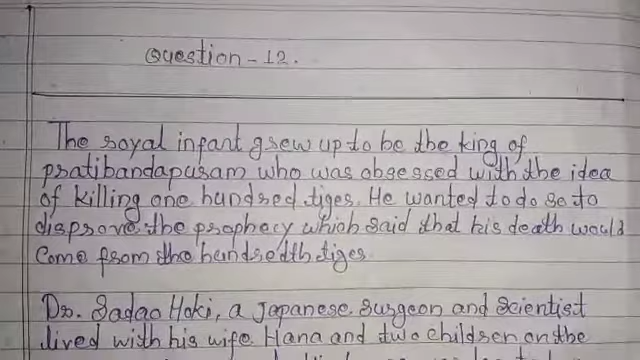 Question - 12.
The royal infant grew up to be the king of
pratibandapuram who was obsessed with the idea
of killing one hundred tiger. He wanted to do so to
disprove the prophecy which said that his death would
Come from the hundredth tiger
Dr. Sadao Hoki, a Japanese surgeon and scientist
lived with his wife Hana and two children on the